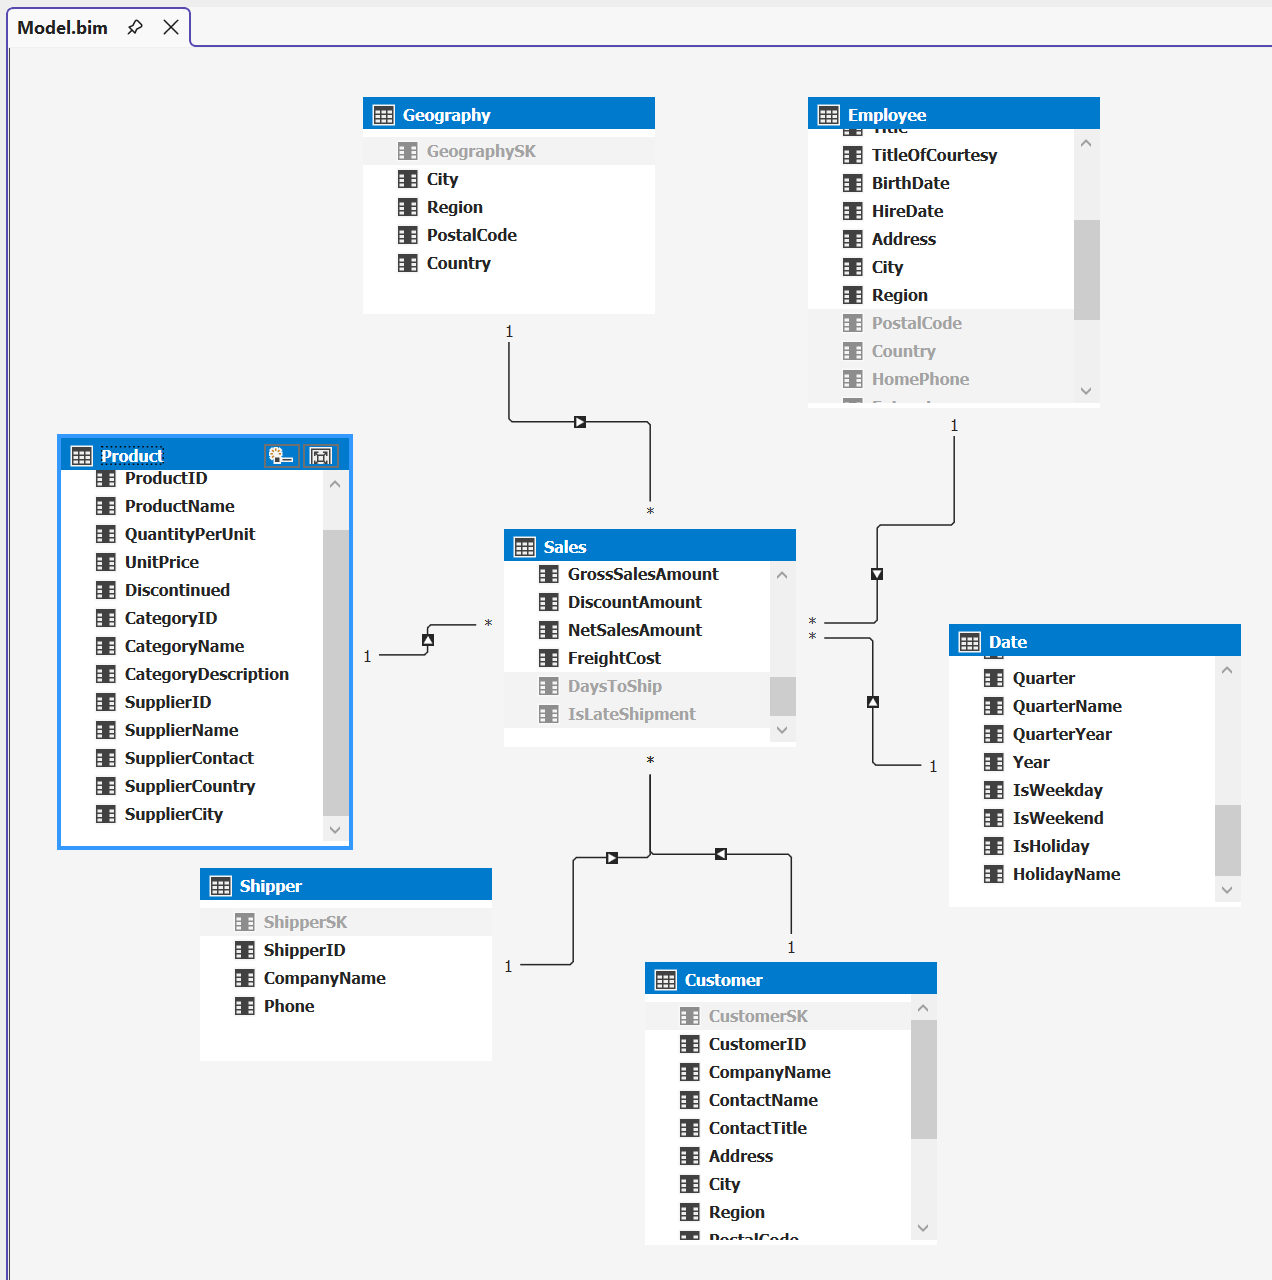 Model.bim
Geography
GeographySK
City
Region
PostalCode
Country
1
Employee
Title
TitleOfCourtesy
BirthDate
HireDate
Address
City
Region
PostalCode
Country
HomePhone
1
Product
ProductID
ProductName
QuantityPerUnit
UnitPrice
Discontinued
CategoryID
CategoryName
CategoryDescription
SupplierID
SupplierName
SupplierContact
SupplierCountry
SupplierCity
1
*
*
Sales
GrossSalesAmount
DiscountAmount
NetSalesAmount
FreightCost
DaysToShip
IsLateShipment
*
*
*
1
Date
Quarter
QuarterName
QuarterYear
Year
IsWeekday
IsWeekend
IsHoliday
HolidayName
Shipper
ShipperSK
ShipperID
CompanyName
Phone
1
1
Customer
CustomerSK
CustomerID
CompanyName
ContactName
ContactTitle
Address
City
Region
PostalCode